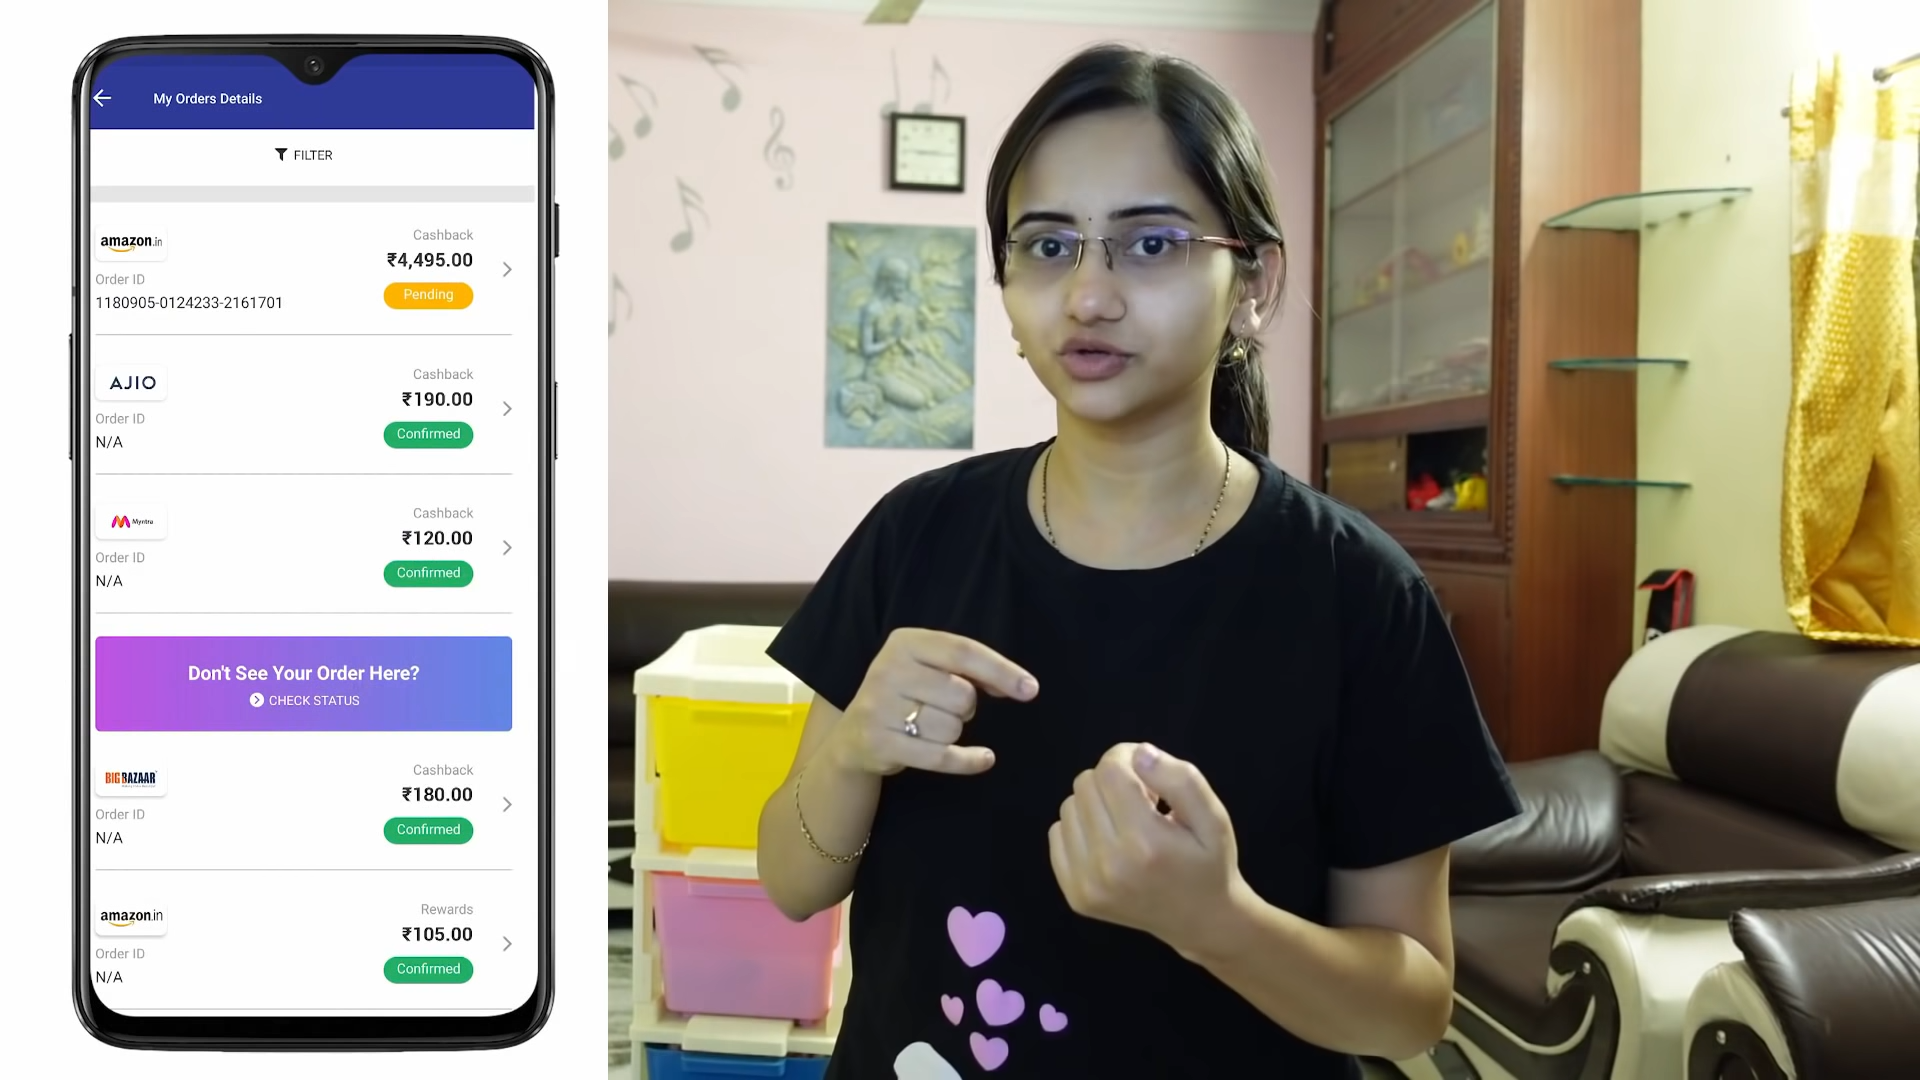 My Orders Details
FILTER
amazon.in
Cashback
₹4,495.00
Order ID
Pending
1180905-0124233-2161701
AJIO
Cashback
₹190.00
Order ID
Confirmed
N/A
Myntra
Cashback
₹120.00
Order ID
Confirmed
N/A
Don't See Your Order Here?
CHECK STATUS
BIG BAZAAR
Cashback
₹180.00
Order ID
Confirmed
N/A
amazon.in
Rewards
₹105.00
Order ID
Confirmed
N/A